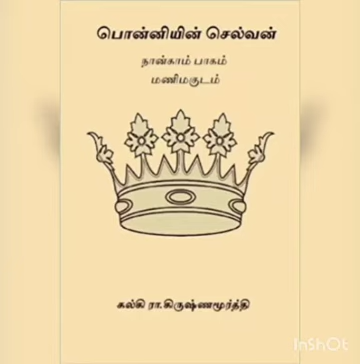 பொன்னியின் செல்வன்
நான்காம் பாகம்
மணிமகுடம்
கல்கி ரா.கிருஷ்ணமூர்த்தி
InShOt